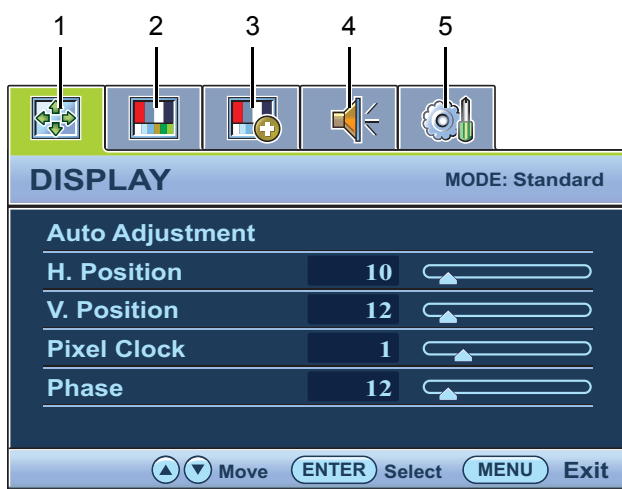 1 2 3 4 5
DISPLAY MODE: Standard
Auto Adjustment
H. Position 10
V. Position 12
Pixel Clock 1
Phase 12
Move ENTER Select MENU Exit